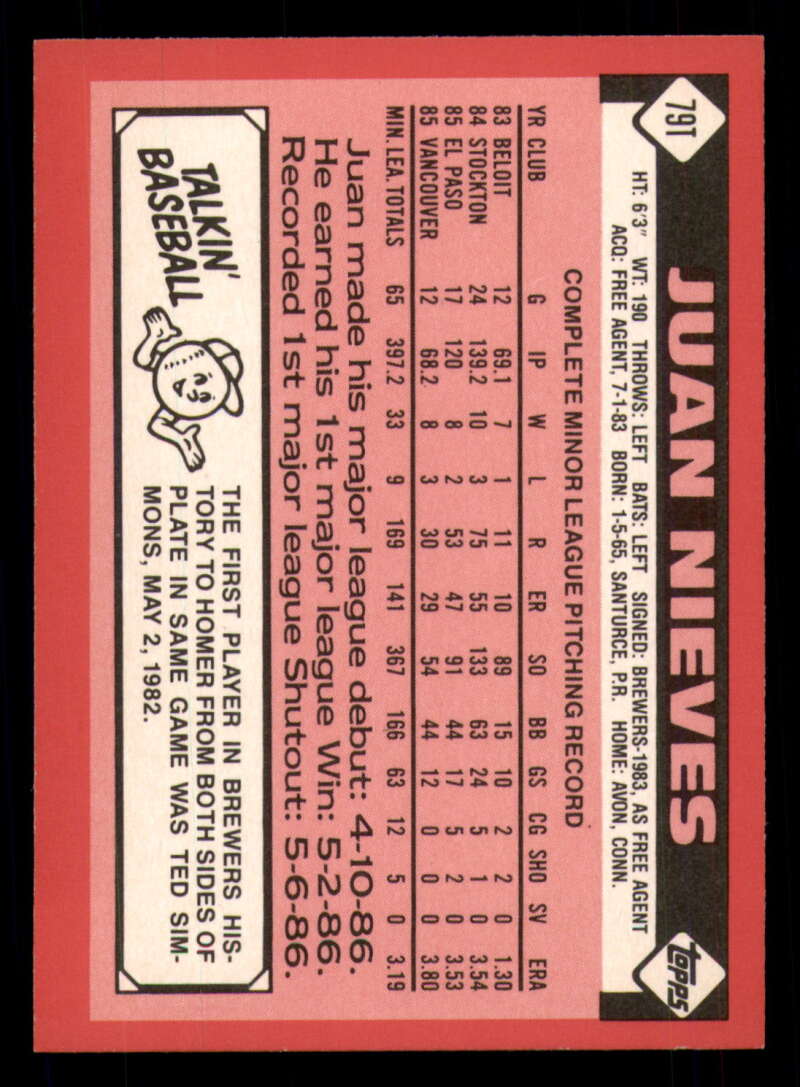 79T
JUAN NIEVES
topps
HT: 6'3" WT: 190 THROWS: LEFT BATS: LEFT SIGNED: BREWERS-1983, AS FREE AGENT
ACQ: FREE AGENT, 7-1-83 BORN: 1-5-65, SANTURCE, P.R. HOME: AVON, CONN.
COMPLETE MINOR LEAGUE PITCHING RECORD
YR CLUB G IP W L R ER SO BB GS CG SHO SV ERA
83 BELOIT 12 69.1 7 1 11 10 89 15 10 2 2 0 1.30
84 STOCKTON 24 139.2 10 3 75 55 133 63 24 5 1 0 3.54
85 EL PASO 17 120 8 2 53 47 91 44 17 5 2 0 3.53
85 VANCOUVER 12 68.2 8 3 30 29 54 44 12 0 0 0 3.80
MIN. LEA. TOTALS 65 397.2 33 9 169 141 367 166 63 12 5 0 3.19
Juan made his major league debut: 4-10-86.
He earned his 1st major league Win: 5-2-86.
Recorded 1st major league Shutout: 5-6-86.
TALKIN'
BASEBALL
THE FIRST PLAYER IN BREWERS HIS-
TORY TO HOMER FROM BOTH SIDES OF
PLATE IN SAME GAME WAS TED SIM-
MONS, MAY 2, 1982.